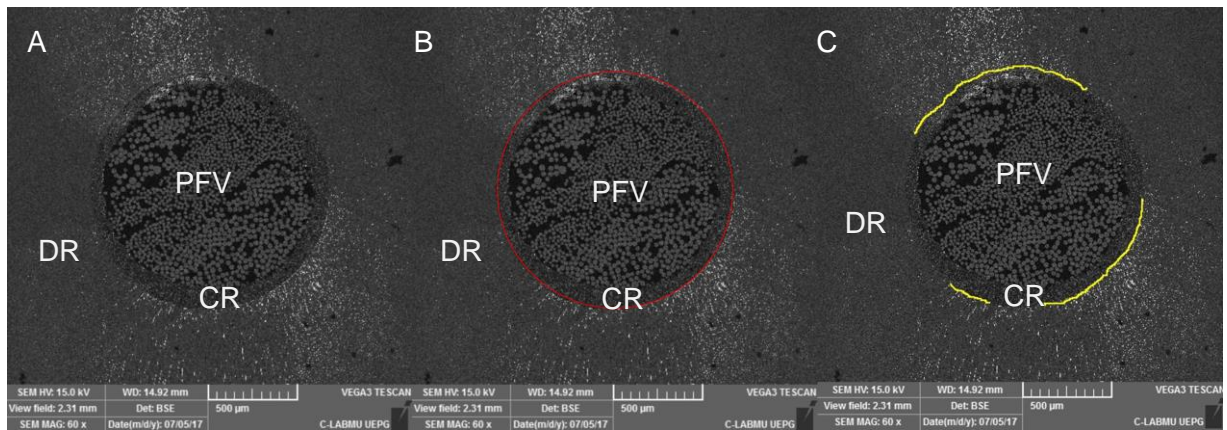 A
PFV
DR
CR
SEM HV: 15.0 kV WD: 14.92 mm VEGA3 TESCAN
View field: 2.31 mm Det: BSE 500 µm
SEM MAG: 60 x Date(m/d/y): 07/05/17 C-LABMU UEPG
B
PFV
DR
CR
SEM HV: 15.0 kV WD: 14.92 mm VEGA3 TESCAN
View field: 2.31 mm Det: BSE 500 µm
SEM MAG: 60 x Date(m/d/y): 07/05/17 C-LABMU UEPG
C
PFV
DR
CR
SEM HV: 15.0 kV WD: 14.92 mm VEGA3 TESCAN
View field: 2.31 mm Det: BSE 500 µm
SEM MAG: 60 x Date(m/d/y): 07/05/17 C-LABMU UEPG